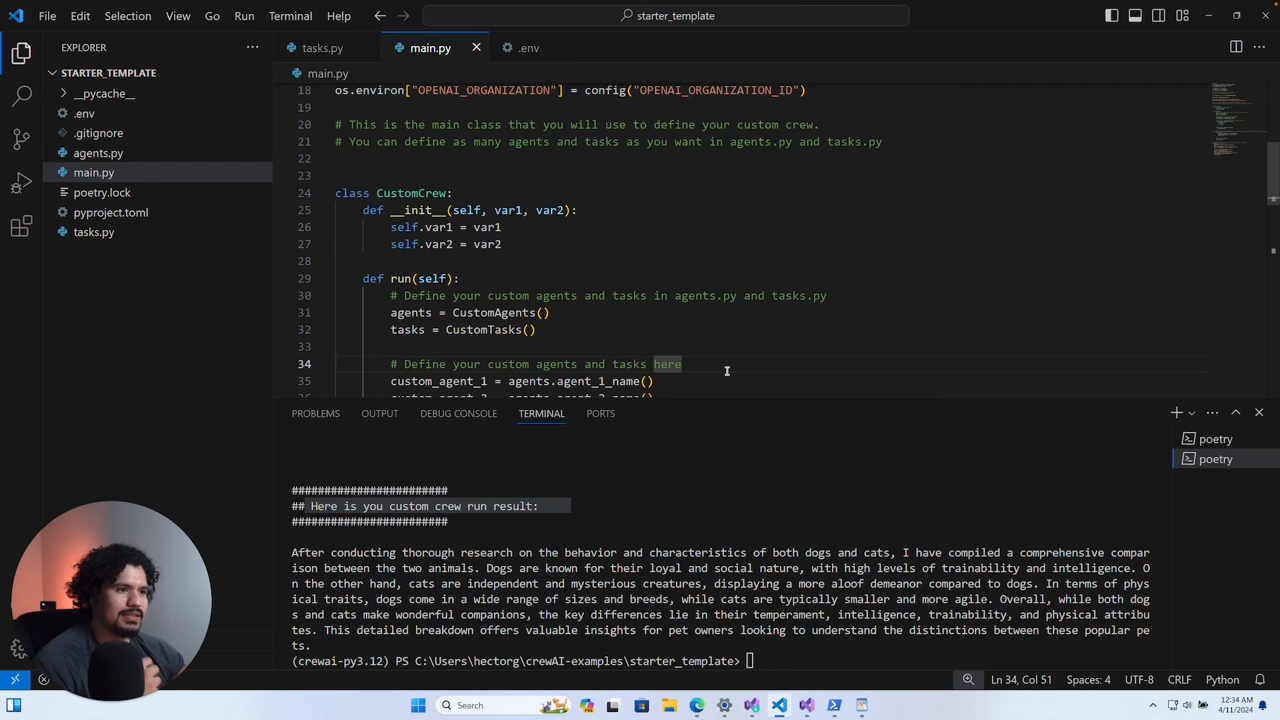 File Edit Selection View Go Run Terminal Help
starter_template
EXPLORER
STARTER_TEMPLATE
__pycache__
.env
.gitignore
agents.py
main.py
poetry.lock
pyproject.toml
tasks.py
tasks.py main.py .env
main.py
18 os.environ["OPENAI_ORGANIZATION"] = config("OPENAI_ORGANIZATION_ID")
19
20 # This is the main class that you will use to define your custom crew.
21 # You can define as many agents and tasks as you want in agents.py and tasks.py
22
23
24 class CustomCrew:
25 def __init__(self, var1, var2):
26 self.var1 = var1
27 self.var2 = var2
28
29 def run(self):
30 # Define your custom agents and tasks in agents.py and tasks.py
31 agents = CustomAgents()
32 tasks = CustomTasks()
33
34 # Define your custom agents and tasks here
35 custom_agent_1 = agents.agent_1_name()
PROBLEMS OUTPUT DEBUG CONSOLE TERMINAL PORTS
poetry
poetry
########################
## Here is you custom crew run result:
########################
After conducting thorough research on the behavior and characteristics of both dogs and cats, I have compiled a comprehensive compar
ison between the two animals. Dogs are known for their loyal and social nature, with high levels of trainability and intelligence. O
n the other hand, cats are independent and mysterious creatures, displaying a more aloof demeanor compared to dogs. In terms of phys
ical traits, dogs come in a wide range of sizes and breeds, while cats are typically smaller and more agile. Overall, while both dog
s and cats make wonderful companions, the key differences lie in their temperament, intelligence, trainability, and physical attribu
tes. This detailed breakdown offers valuable insights for pet owners looking to understand the distinctions between these popular pe
ts.
(crewai-py3.12) PS C:\Users\hectorg\crewAI-examples\starter_template>
Ln 34, Col 51 Spaces: 4 UTF-8 CRLF Python
Search
12:34 AM
4/11/2024